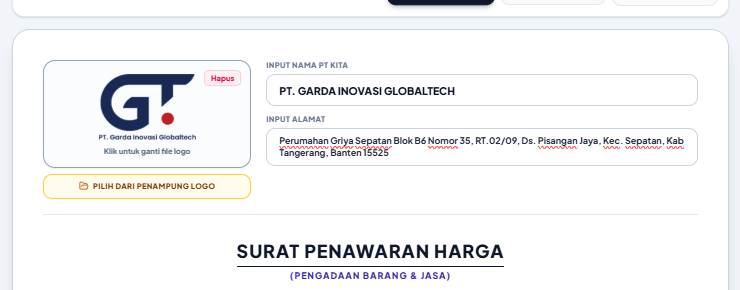 GT
Hapus
PT. Garda Inovasi Globaltech
Klik untuk ganti file logo
PILIH DARI PENAMPUNG LOGO
INPUT NAMA PT KITA
PT. GARDA INOVASI GLOBALTECH
INPUT ALAMAT
Perumahan Griya Sepatan Blok B6 Nomor 35, RT.02/09, Ds. Pisangan Jaya, Kec. Sepatan, Kab
Tangerang, Banten 15525
SURAT PENAWARAN HARGA
(PENGADAAN BARANG & JASA)